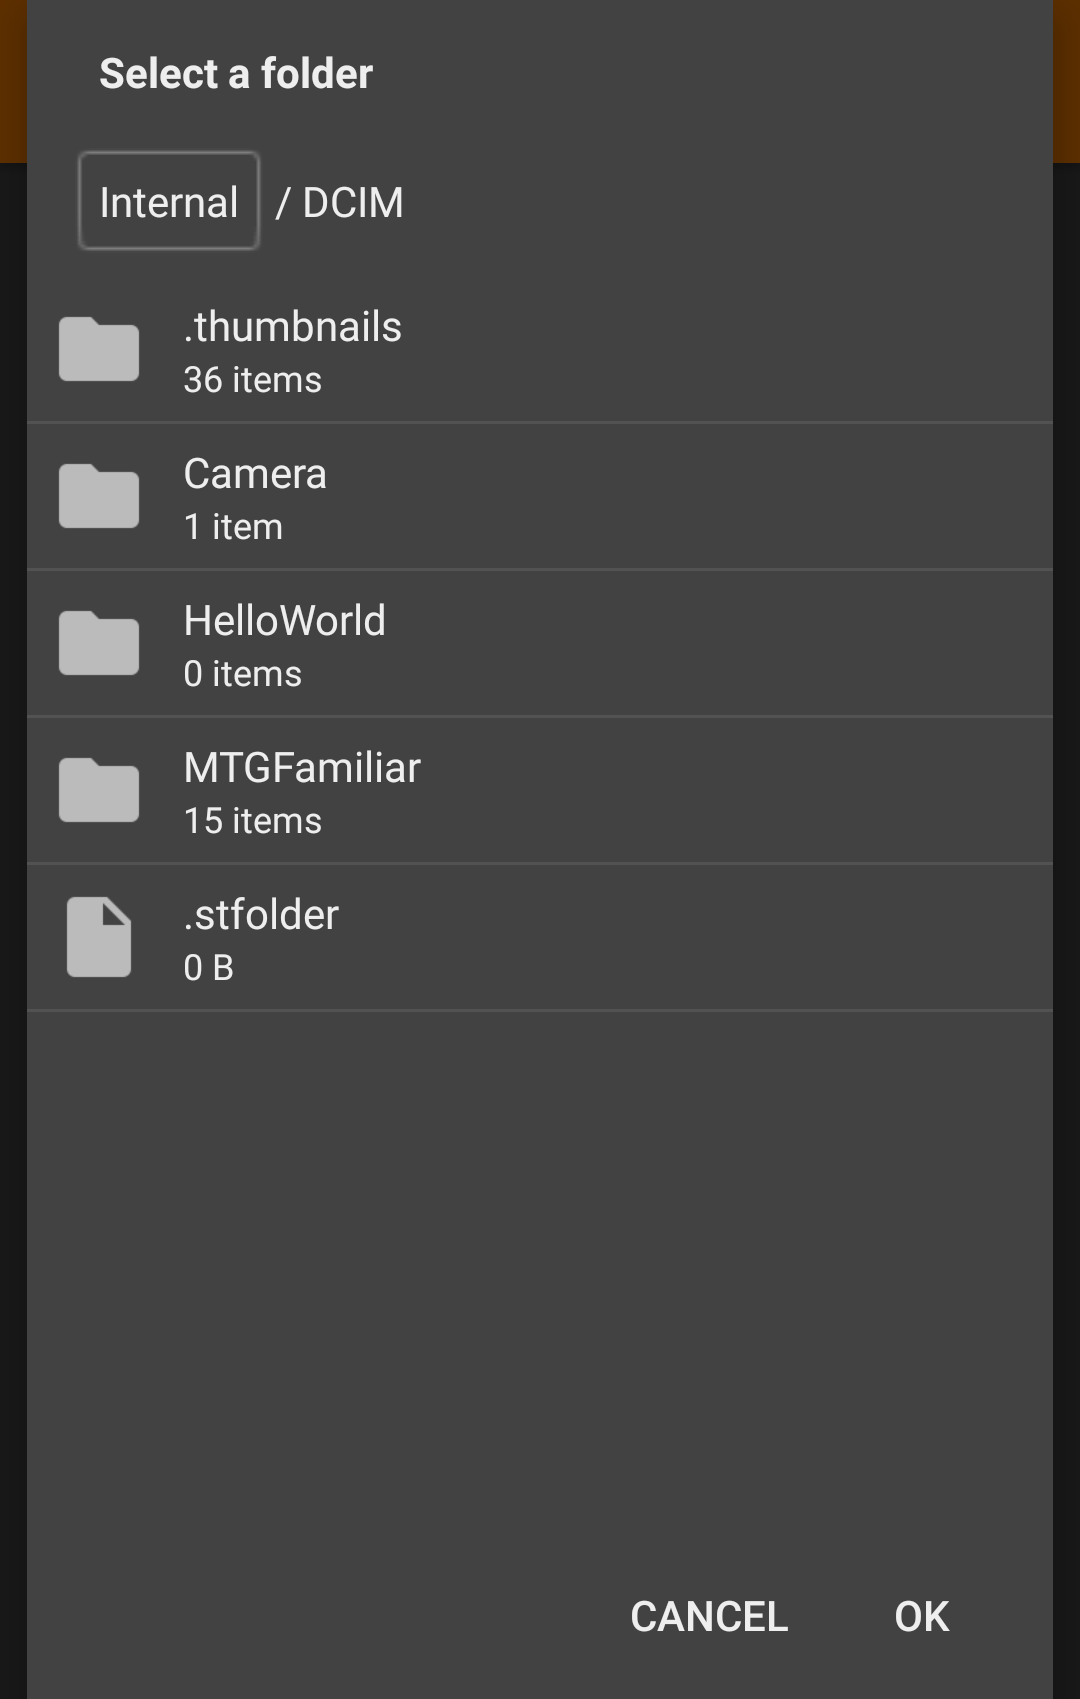 Select a folder
Internal / DCIM
.thumbnails
36 items
Camera
1 item
HelloWorld
0 items
MTGFamiliar
15 items
.stfolder
0 B
CANCEL OK